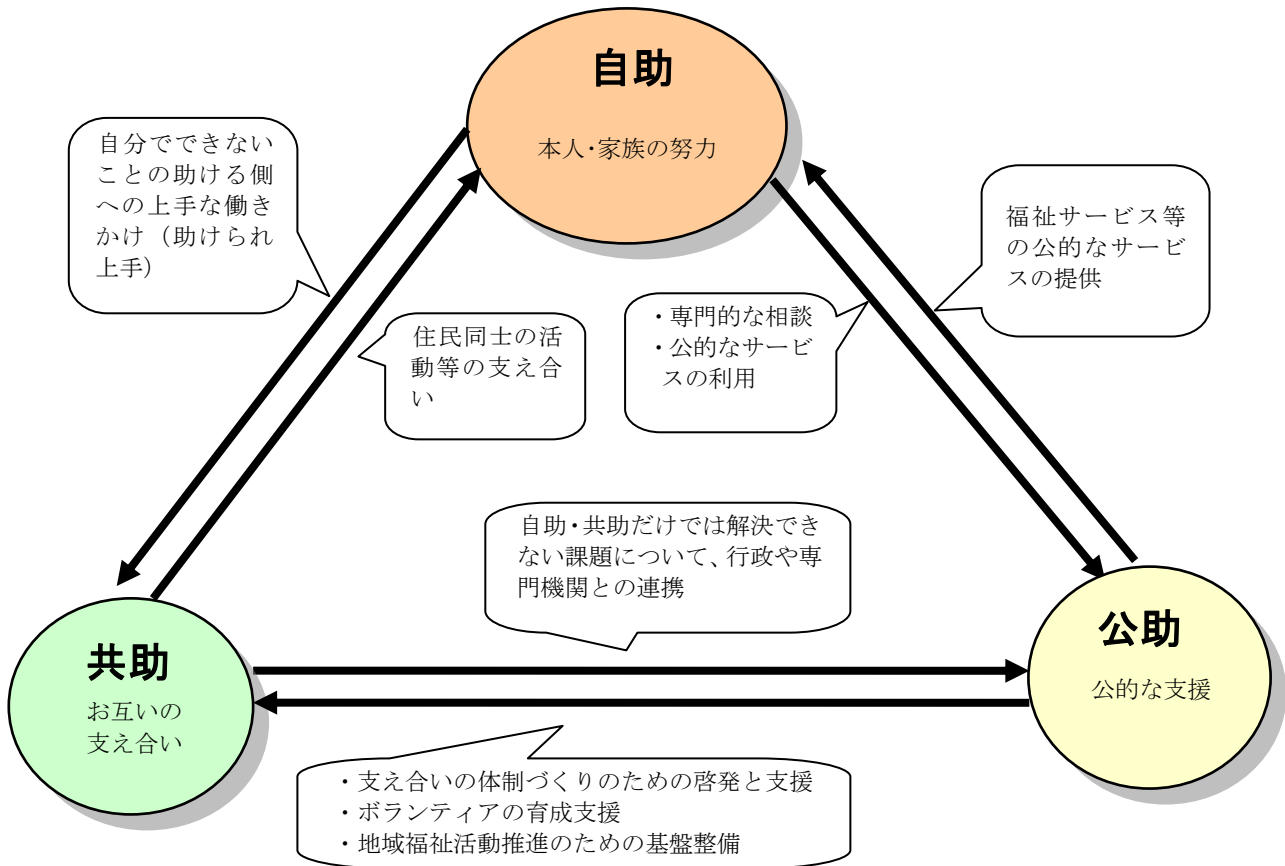 自助
本人・家族の努力
自分でできない
ことの助ける側
への上手な働き
かけ（助けられ
上手）
福祉サービス等
の公的なサービ
スの提供
住民同士の活
動等の支え合
い
・専門的な相談
・公的なサービ
スの利用
自助・共助だけでは解決でき
ない課題について、行政や専
門機関との連携
共助
お互いの
支え合い
公助
公的な支援
・支え合いの体制づくりのための啓発と支援
・ボランティアの育成支援
・地域福祉活動推進のための基盤整備